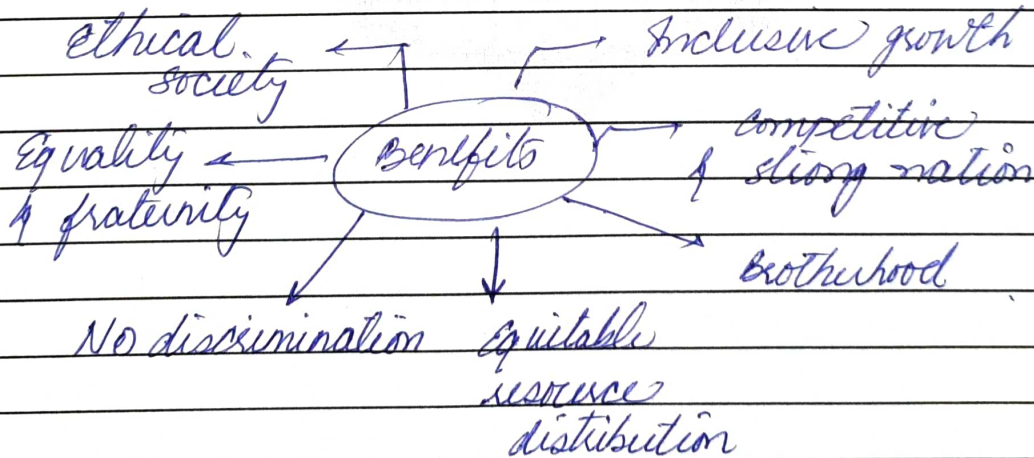 Ethical
society
Inclusive growth
Equality
& fraternity
Benefits
competitive
& strong nation
Brotherhood
No discrimination
Equitable
resource
distribution